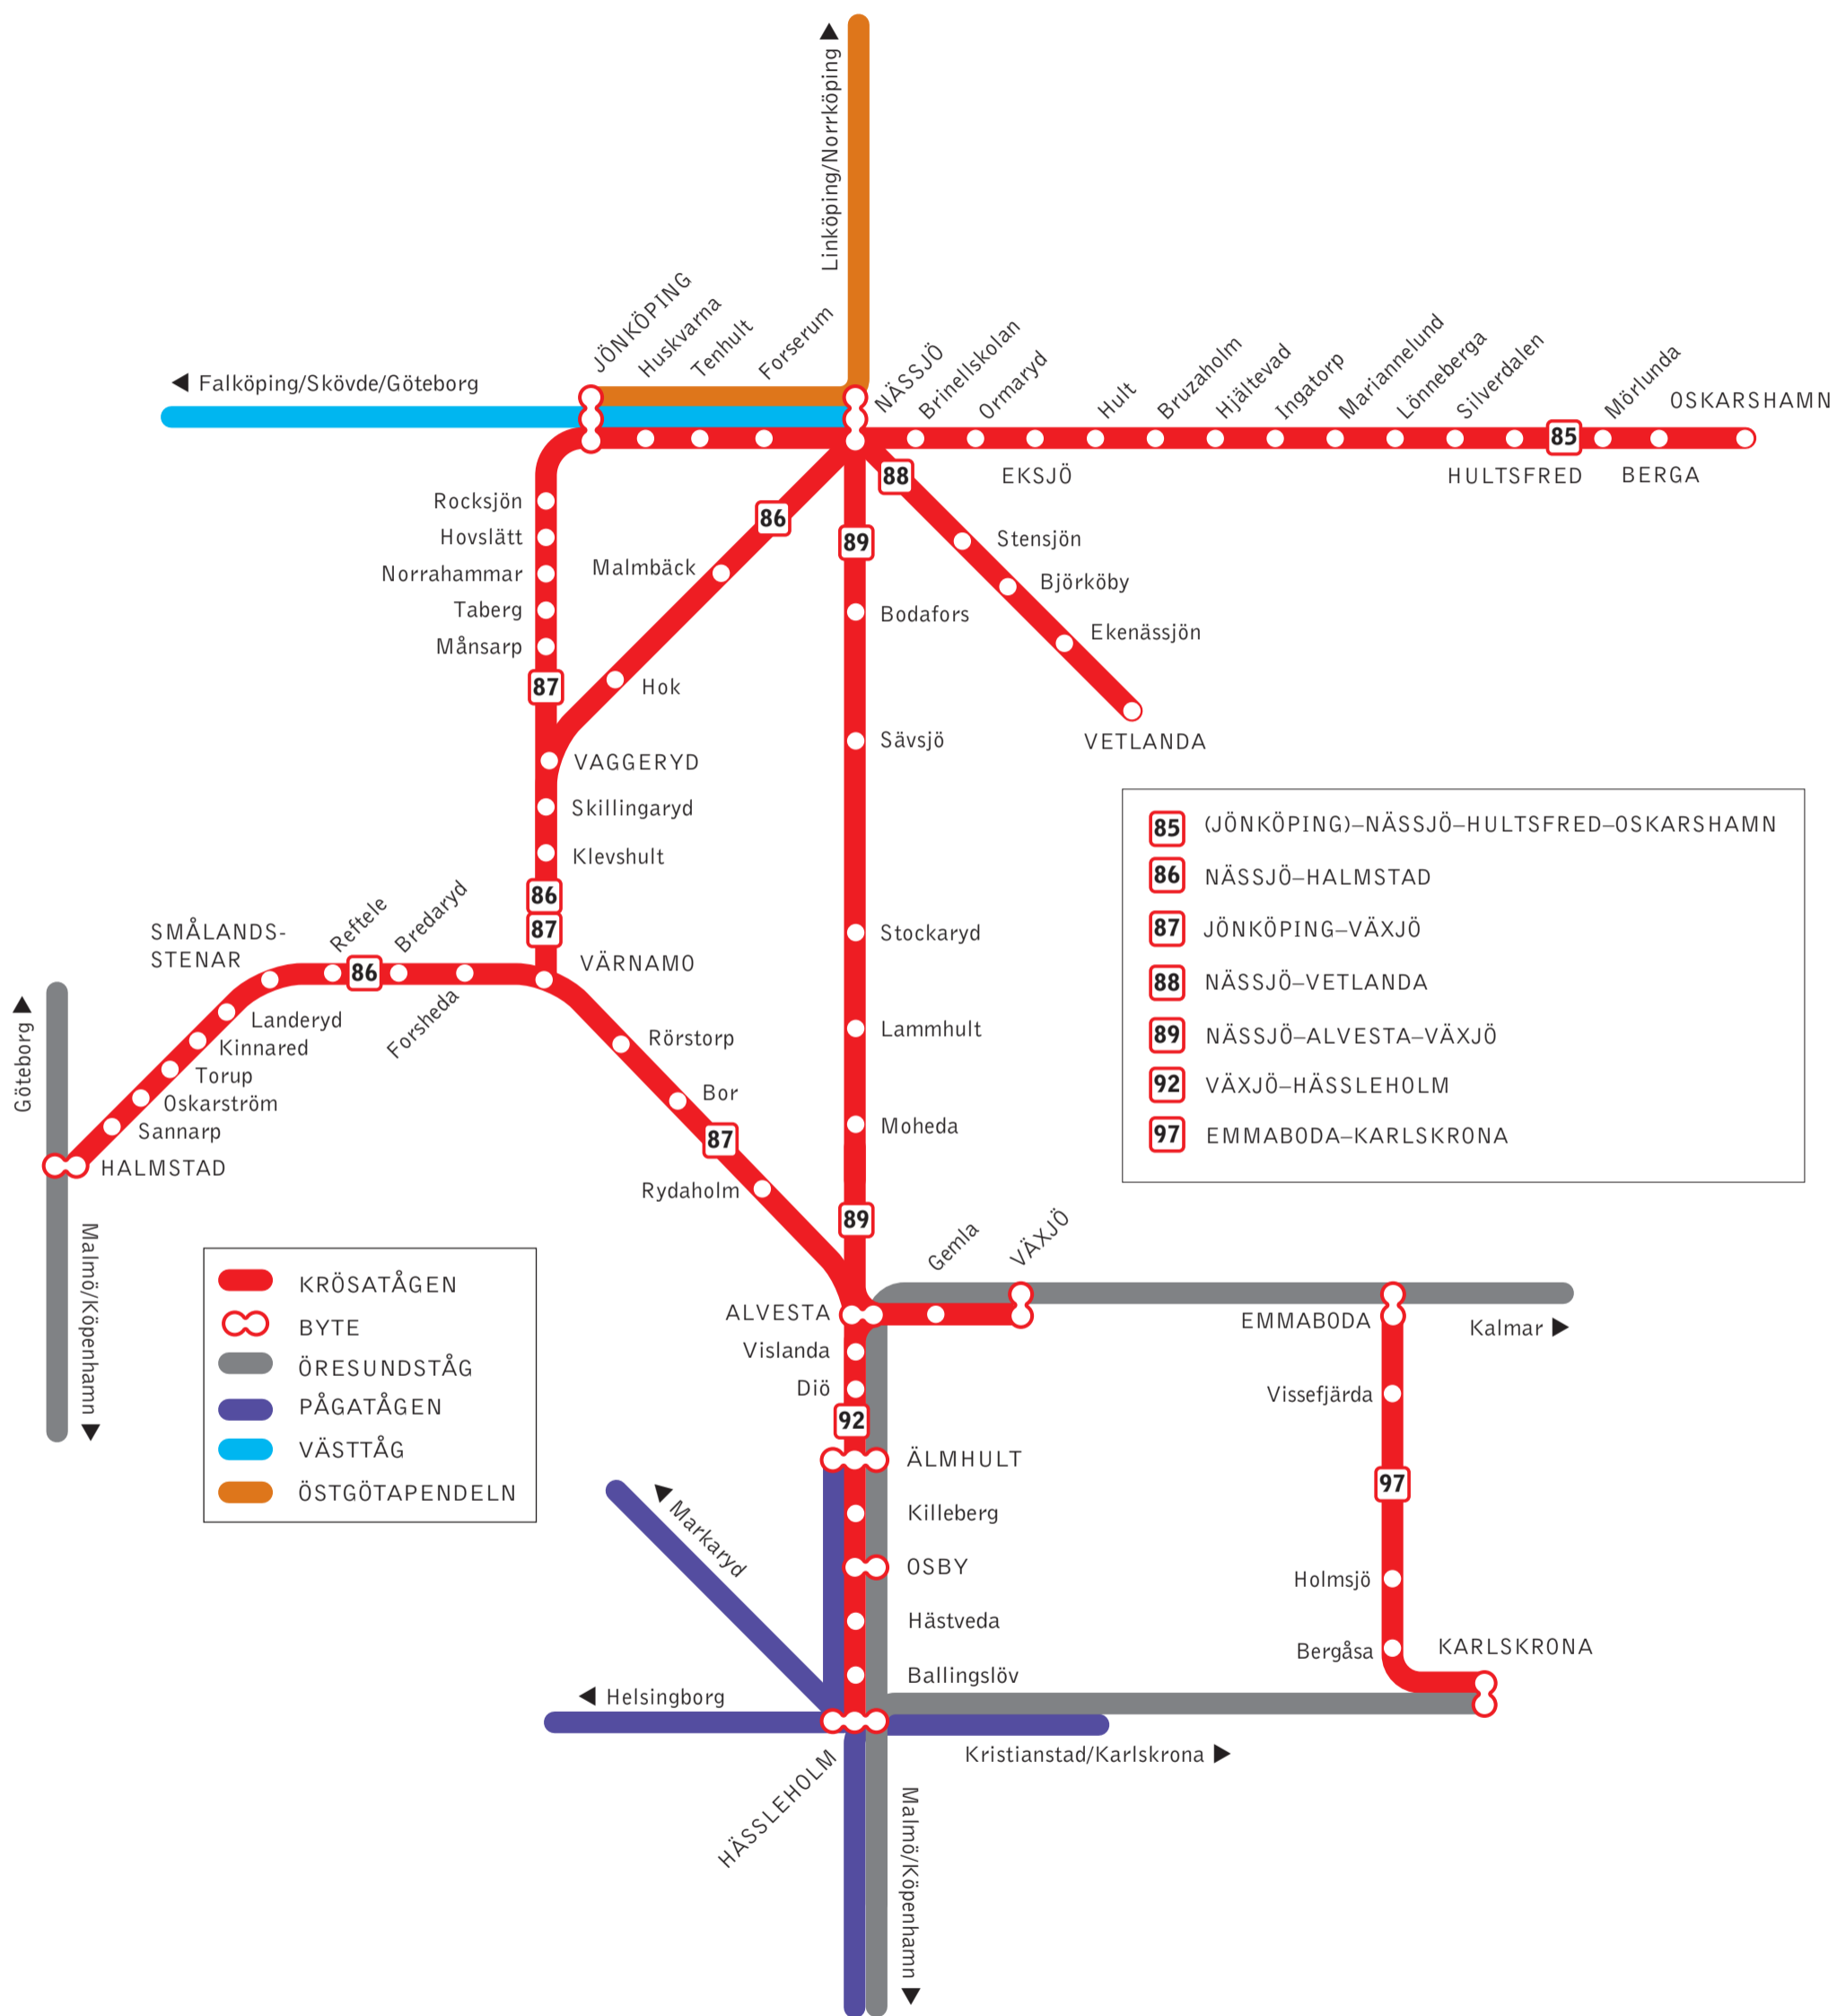 Linköping/Norrköping
Falköping/Skövde/Göteborg
JÖNKÖPING
Huskvarna
Tenhult
Forserum
NÄSSJÖ
Brinellskolan
Ormaryd
EKSJÖ
Hult
Bruzaholm
Hjältevad
Ingatorp
Mariannelund
Lönneberga
Silverdalen
HULTSFRED
85
Mörlunda
BERGA
OSKARSHAMN
88
86
89
Rocksjön
Hovslätt
Norrahammar
Taberg
Månsarp
87
Malmbäck
Hok
Stensjön
Björköby
Ekenässjön
VETLANDA
Bodafors
Sävsjö
Stockaryd
Lammhult
Moheda
89
VAGGERYD
Skillingaryd
Klevshult
86
87
VÄRNAMO
SMÅLANDS-
STENAR
Reftele
86
Bredaryd
Forsheda
Landeryd
Kinnared
Torup
Oskarström
Sannarp
HALMSTAD
Göteborg
Malmö/Köpenhamn
Rörstorp
Bor
87
Rydaholm
85 (JÖNKÖPING)–NÄSSJÖ–HULTSFRED–OSKARSHAMN
86 NÄSSJÖ–HALMSTAD
87 JÖNKÖPING–VÄXJÖ
88 NÄSSJÖ–VETLANDA
89 NÄSSJÖ–ALVESTA–VÄXJÖ
92 VÄXJÖ–HÄSSLEHOLM
97 EMMABODA–KARLSKRONA
KRÖSATÅGEN
BYTE
ÖRESUNDSTÅG
PÅGATÅGEN
VÄSTTÅG
ÖSTGÖTAPENDELN
ALVESTA
Gemla
VÄXJÖ
EMMABODA
Kalmar
Vislanda
Diö
92
ÄLMHULT
Killeberg
OSBY
Hästveda
Ballingslöv
Markaryd
Helsingborg
HÄSSLEHOLM
Kristianstad/Karlskrona
Malmö/Köpenhamn
Vissefjärda
97
Holmsjö
Bergåsa
KARLSKRONA